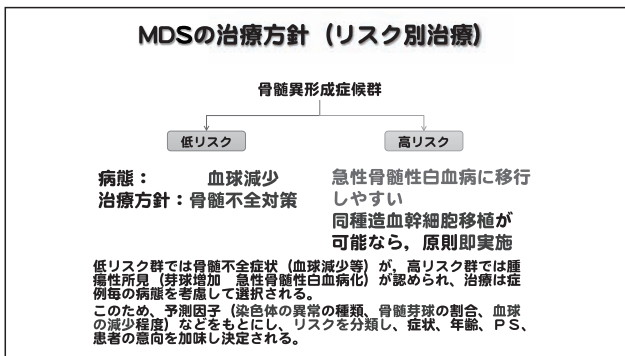 MDSの治療方針（リスク別治療）
骨髄異形成症候群
低リスク
高リスク
病態： 血球減少
治療方針：骨髄不全対策
急性骨髄性白血病に移行
しやすい
同種造血幹細胞移植が
可能なら，原則即実施
低リスク群では骨髄不全症状（血球減少等）が，高リスク群では腫
瘍性所見（芽球増加 急性骨髄性白血病化）が認められ、治療は症
例毎の病態を考慮して選択される。
このため、予測因子（染色体の異常の種類、骨髄芽球の割合、血球
の減少程度）などをもとにし、リスクを分類し、症状、年齢、ＰＳ、
患者の意向を加味し決定される。